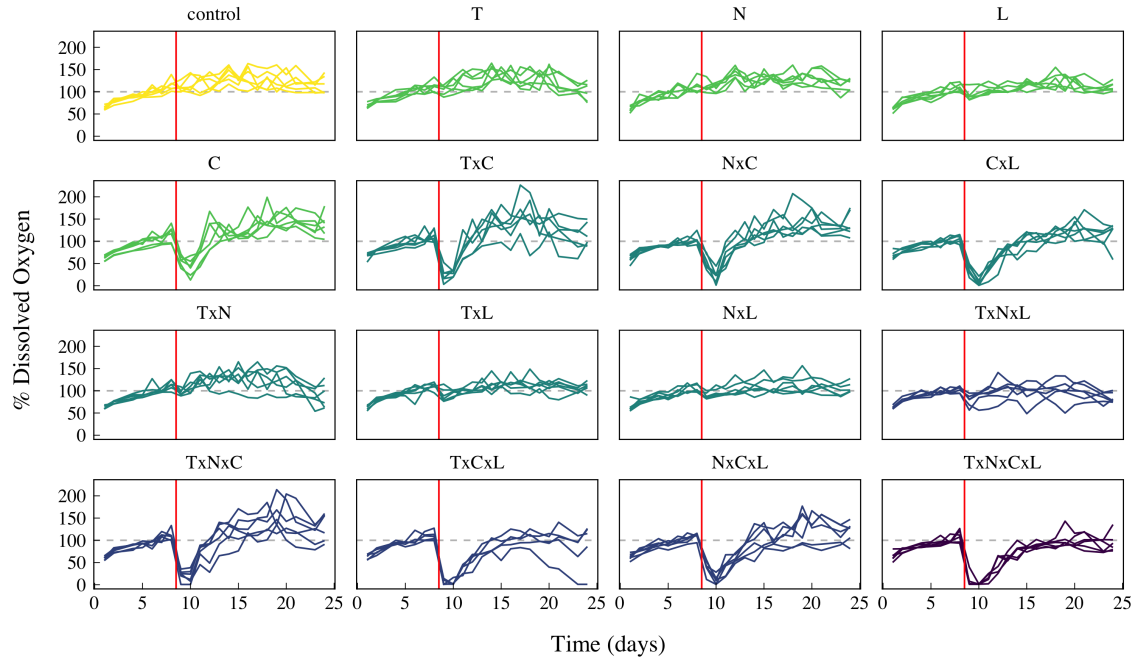 control T N L
200
150
100
50
0
C TxC NxC CxL
200
150
100
50
0
TxN TxL NxL TxNxL
200
150
100
50
0
TxNxC TxCxL NxCxL TxNxCxL
200
150
100
50
0
0 5 10 15 20 25 0 5 10 15 20 25 0 5 10 15 20 25 0 5 10 15 20 25
% Dissolved Oxygen
Time (days)